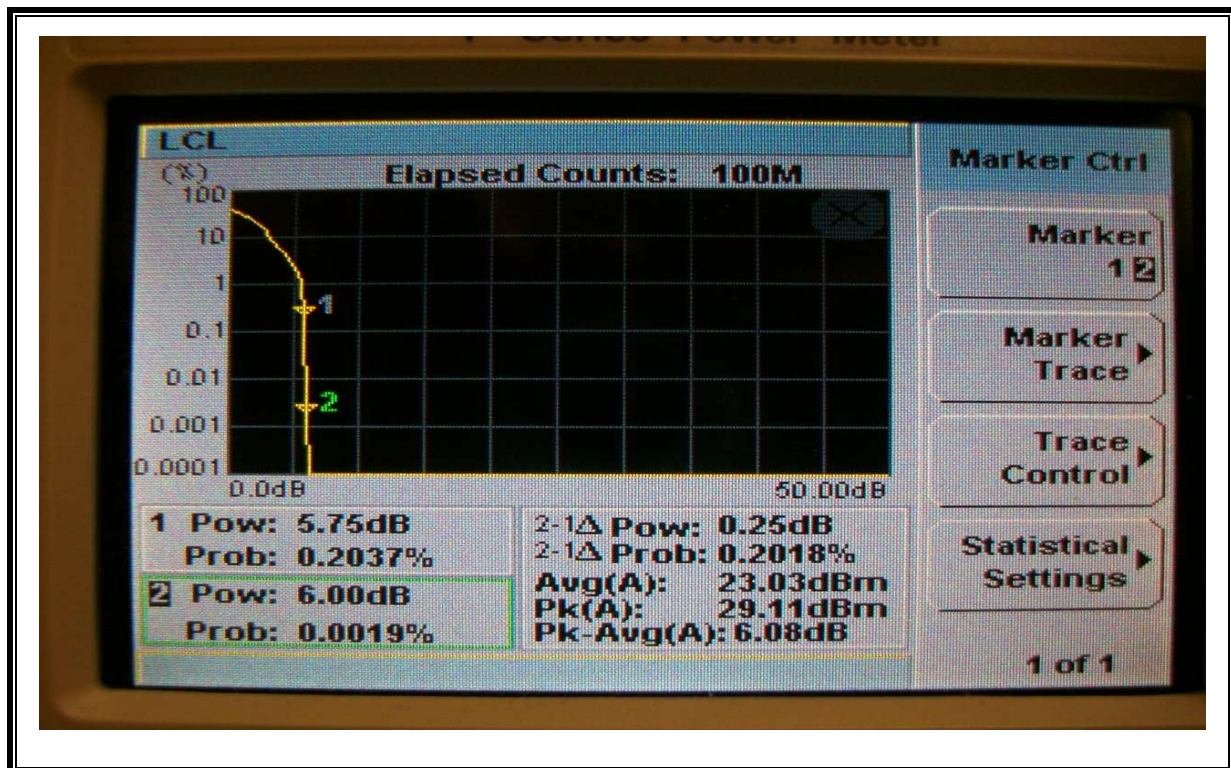 Series Power Meter
LCL
(%)
Elapsed Counts: 100M
100
10
1
0.1
0.01
0.001
0.0001
1
2
0.0dB
50.00dB
1 Pow: 5.75dB
Prob: 0.2037%
2 Pow: 6.00dB
Prob: 0.0019%
2-1Δ Pow: 0.25dB
2-1Δ Prob: 0.2018%
Avg(A): 23.03dBm
Pk(A): 29.11dBm
Pk-Avg(A): 6.08dB
Marker Ctrl
Marker
1 2
Marker
Trace
Trace
Control
Statistical
Settings
1 of 1